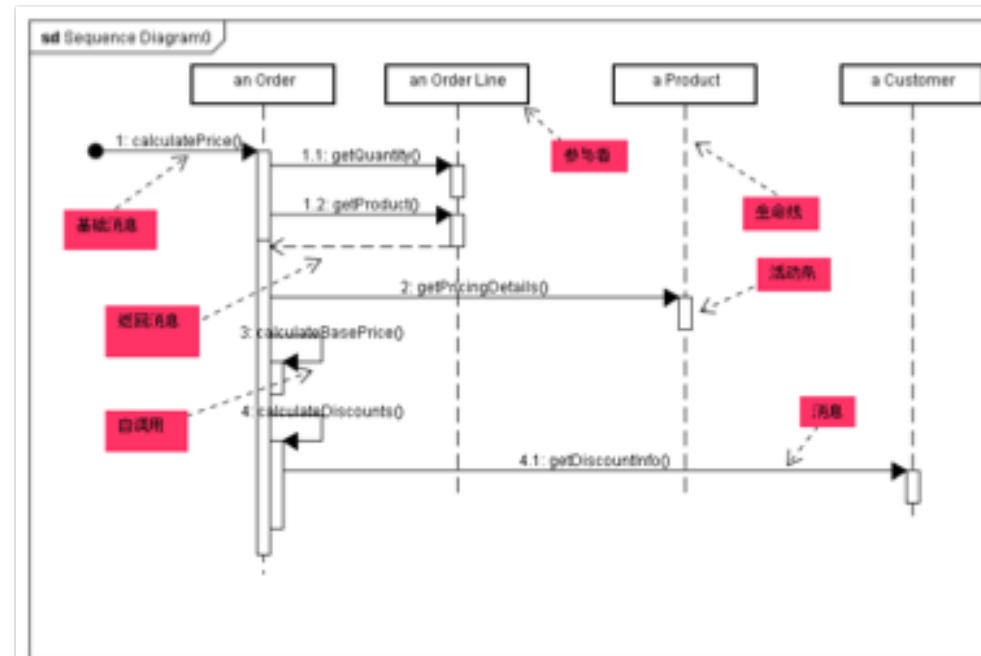 sd Sequence Diagram0
an Order
an Order Line
a Product
a Customer
1: calculatePrice()
1.1: getQuantity()
参与者
1.2: getProduct()
生命线
基础消息
活动条
2: getPricingDetails()
返回消息
3: calculateBasePrice()
4: calculateDiscounts()
消息
自调用
4.1: getDiscountInfo()